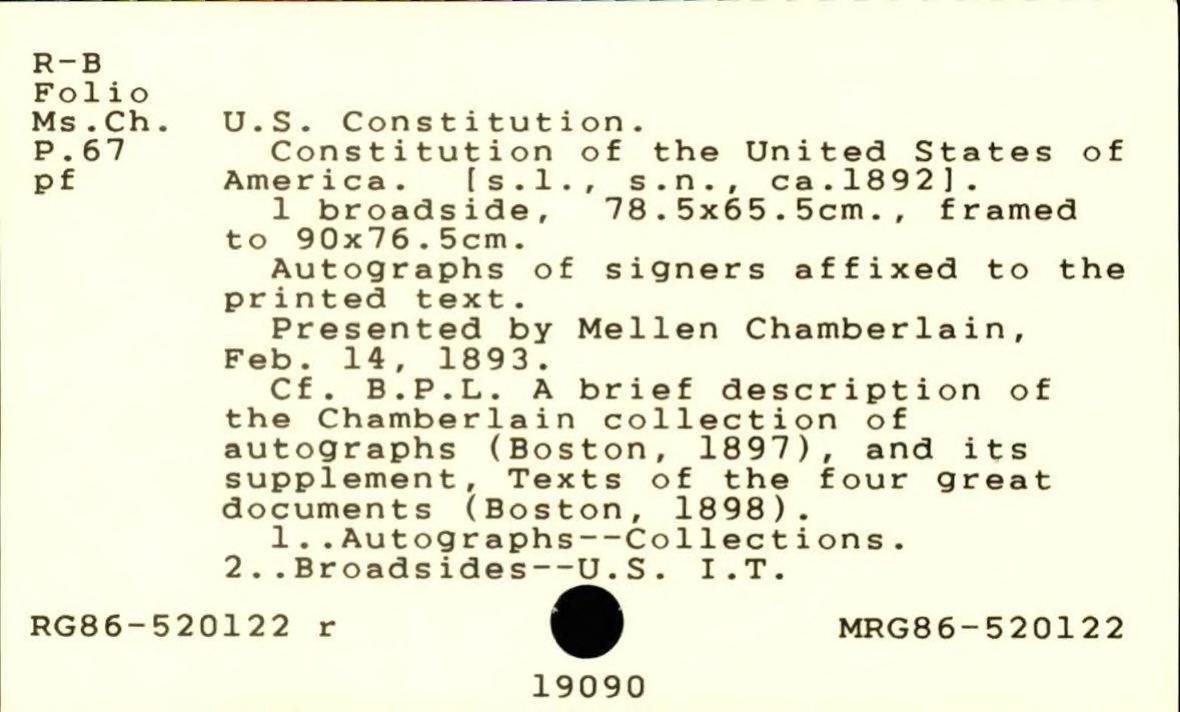 R-B
Folio
Ms.Ch. U.S. Constitution.
P.67 Constitution of the United States of
pf America. [s.l., s.n., ca.1892].
1 broadside, 78.5x65.5cm., framed
to 90x76.5cm.
Autographs of signers affixed to the
printed text.
Presented by Mellen Chamberlain,
Feb. 14, 1893.
Cf. B.P.L. A brief description of
the Chamberlain collection of
autographs (Boston, 1897), and its
supplement, Texts of the four great
documents (Boston, 1898).
1..Autographs--Collections.
2..Broadsides--U.S. I.T.
RG86-520122 r MRG86-520122
19090